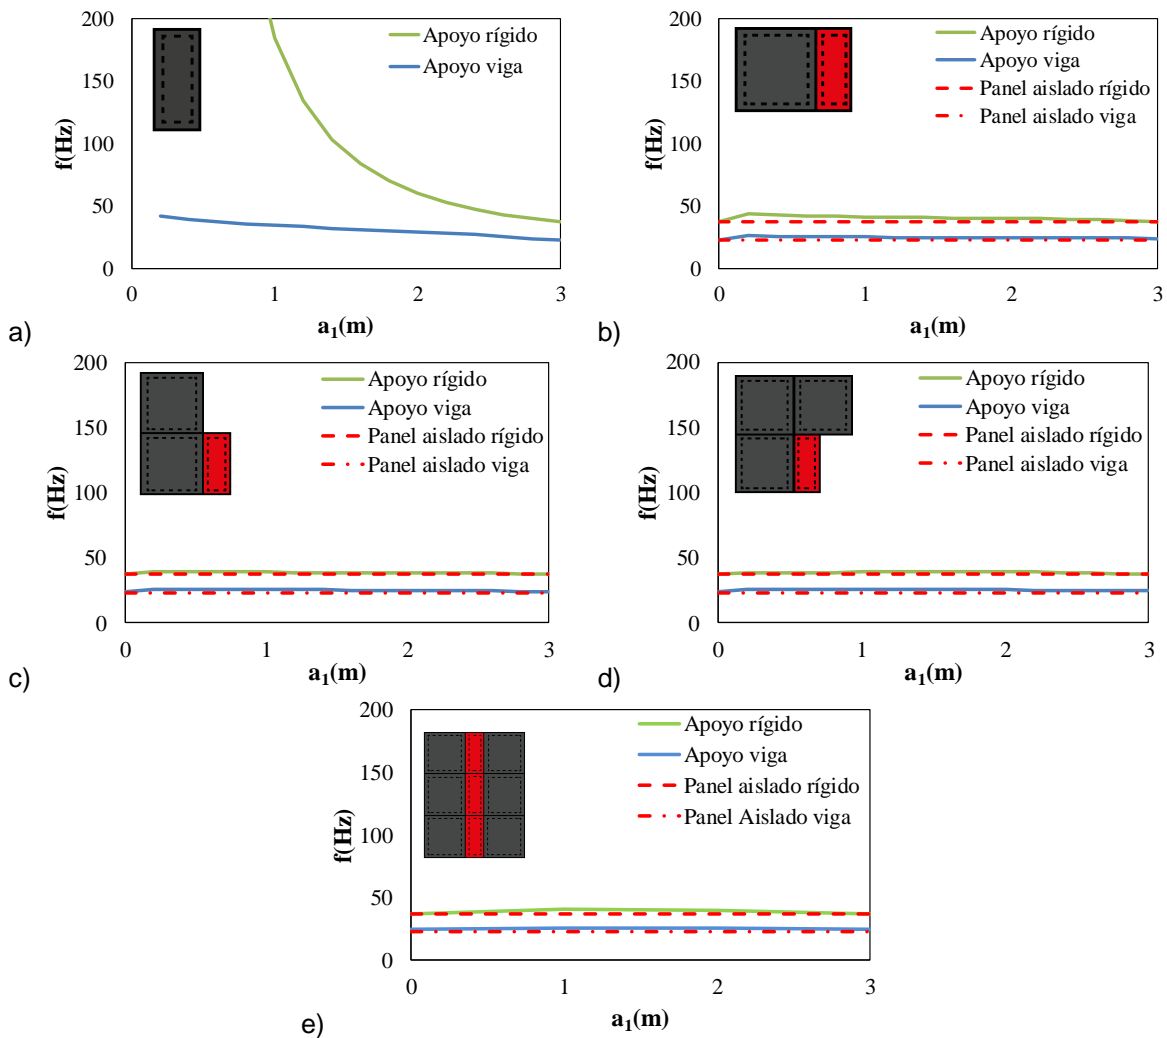 200
150
100
50
0
f(Hz)
Apoyo rígido
Apoyo viga
1
2
3
a1(m)
a)
200
150
100
50
0
f(Hz)
Apoyo rígido
Apoyo viga
Panel aislado rígido
Panel aislado viga
0
1
2
3
a1(m)
b)
200
150
100
50
0
f(Hz)
Apoyo rígido
Apoyo viga
Panel aislado rígido
Panel aislado viga
0
1
2
3
a1(m)
c)
200
150
100
50
0
f(Hz)
Apoyo rígido
Apoyo viga
Panel aislado rígido
Panel aislado viga
0
1
2
3
a1(m)
d)
200
150
100
50
0
f(Hz)
Apoyo rígido
Apoyo viga
Panel aislado rígido
Panel Aislado viga
0
1
2
3
a1(m)
e)